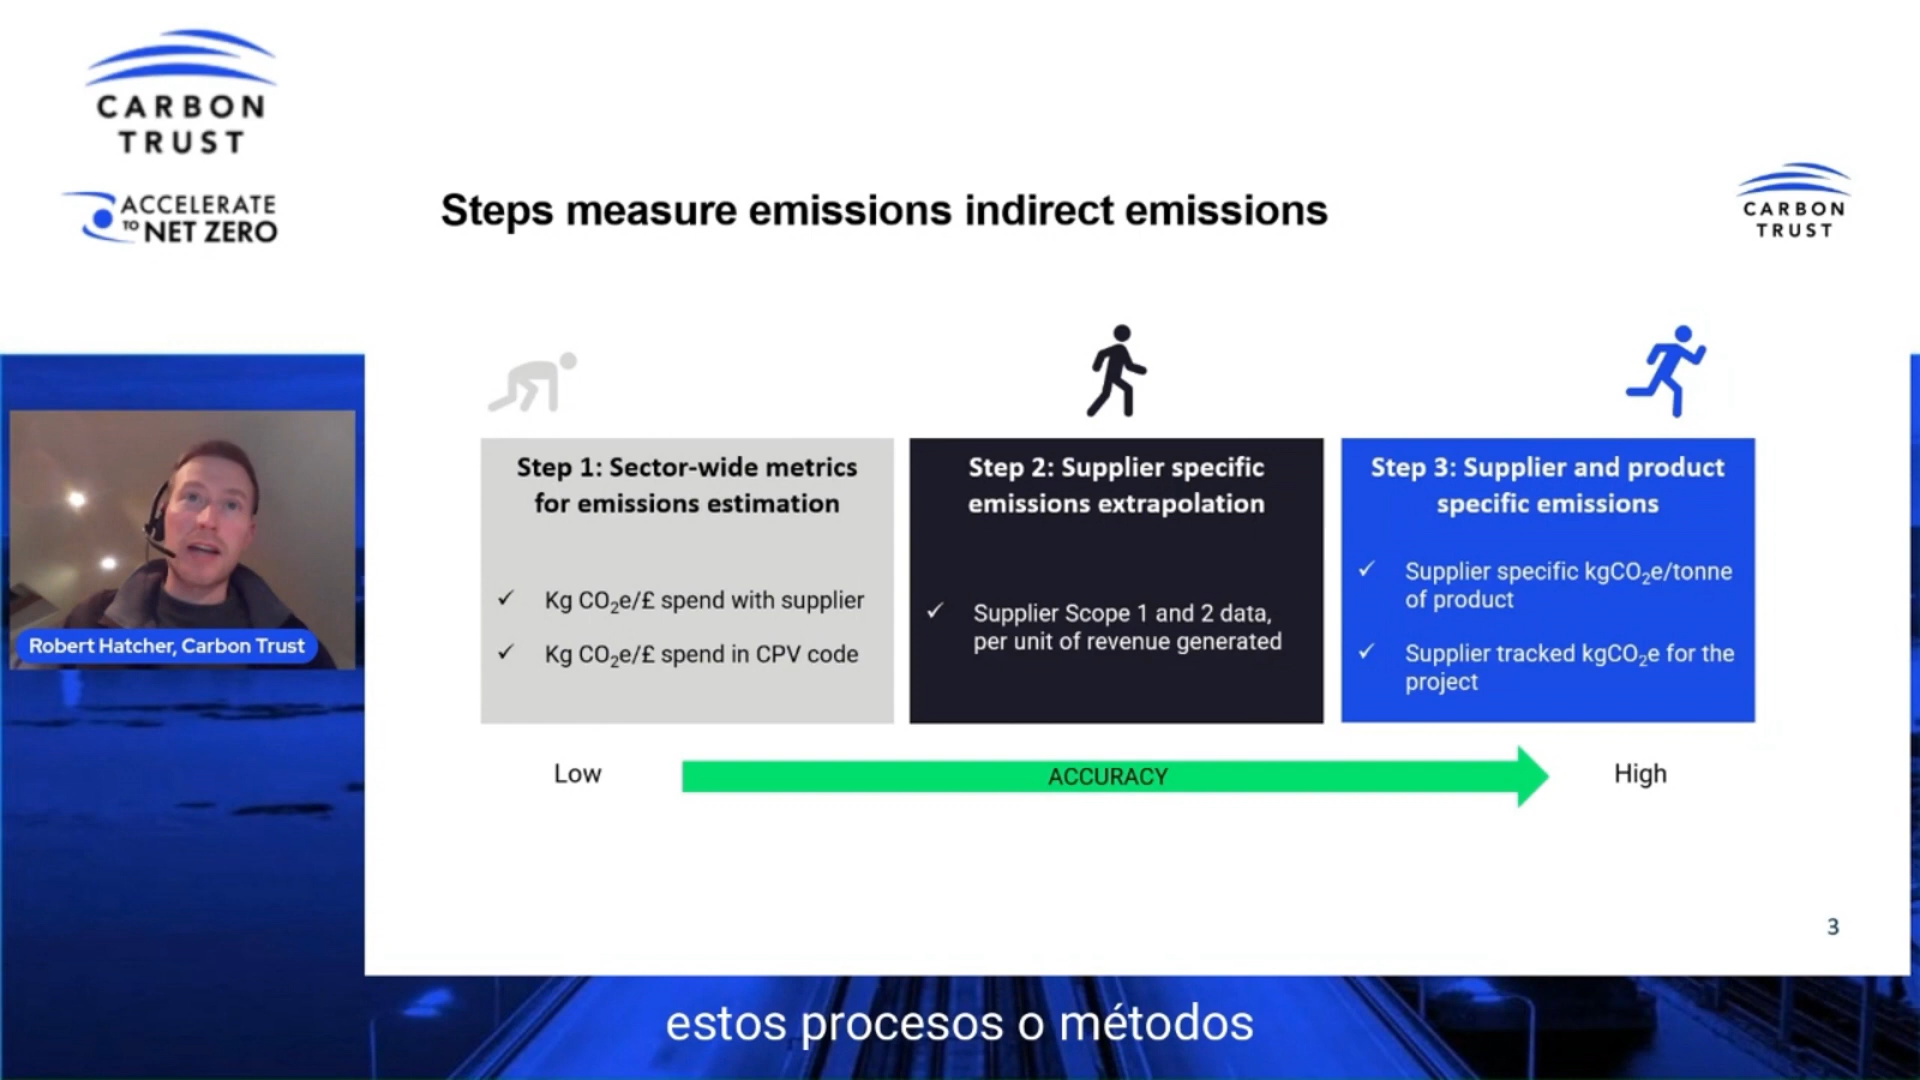 CARBON
TRUST
ACCELERATE
TO NET ZERO
Steps measure emissions indirect emissions
CARBON
TRUST
Step 1: Sector-wide metrics
for emissions estimation
✓ Kg CO₂e/£ spend with supplier
✓ Kg CO₂e/£ spend in CPV code
Step 2: Supplier specific
emissions extrapolation
✓ Supplier Scope 1 and 2 data,
per unit of revenue generated
Step 3: Supplier and product
specific emissions
✓ Supplier specific kgCO₂e/tonne
of product
✓ Supplier tracked kgCO₂e for the
project
Robert Hatcher, Carbon Trust
Low
ACCURACY
High
3
estos procesos o métodos